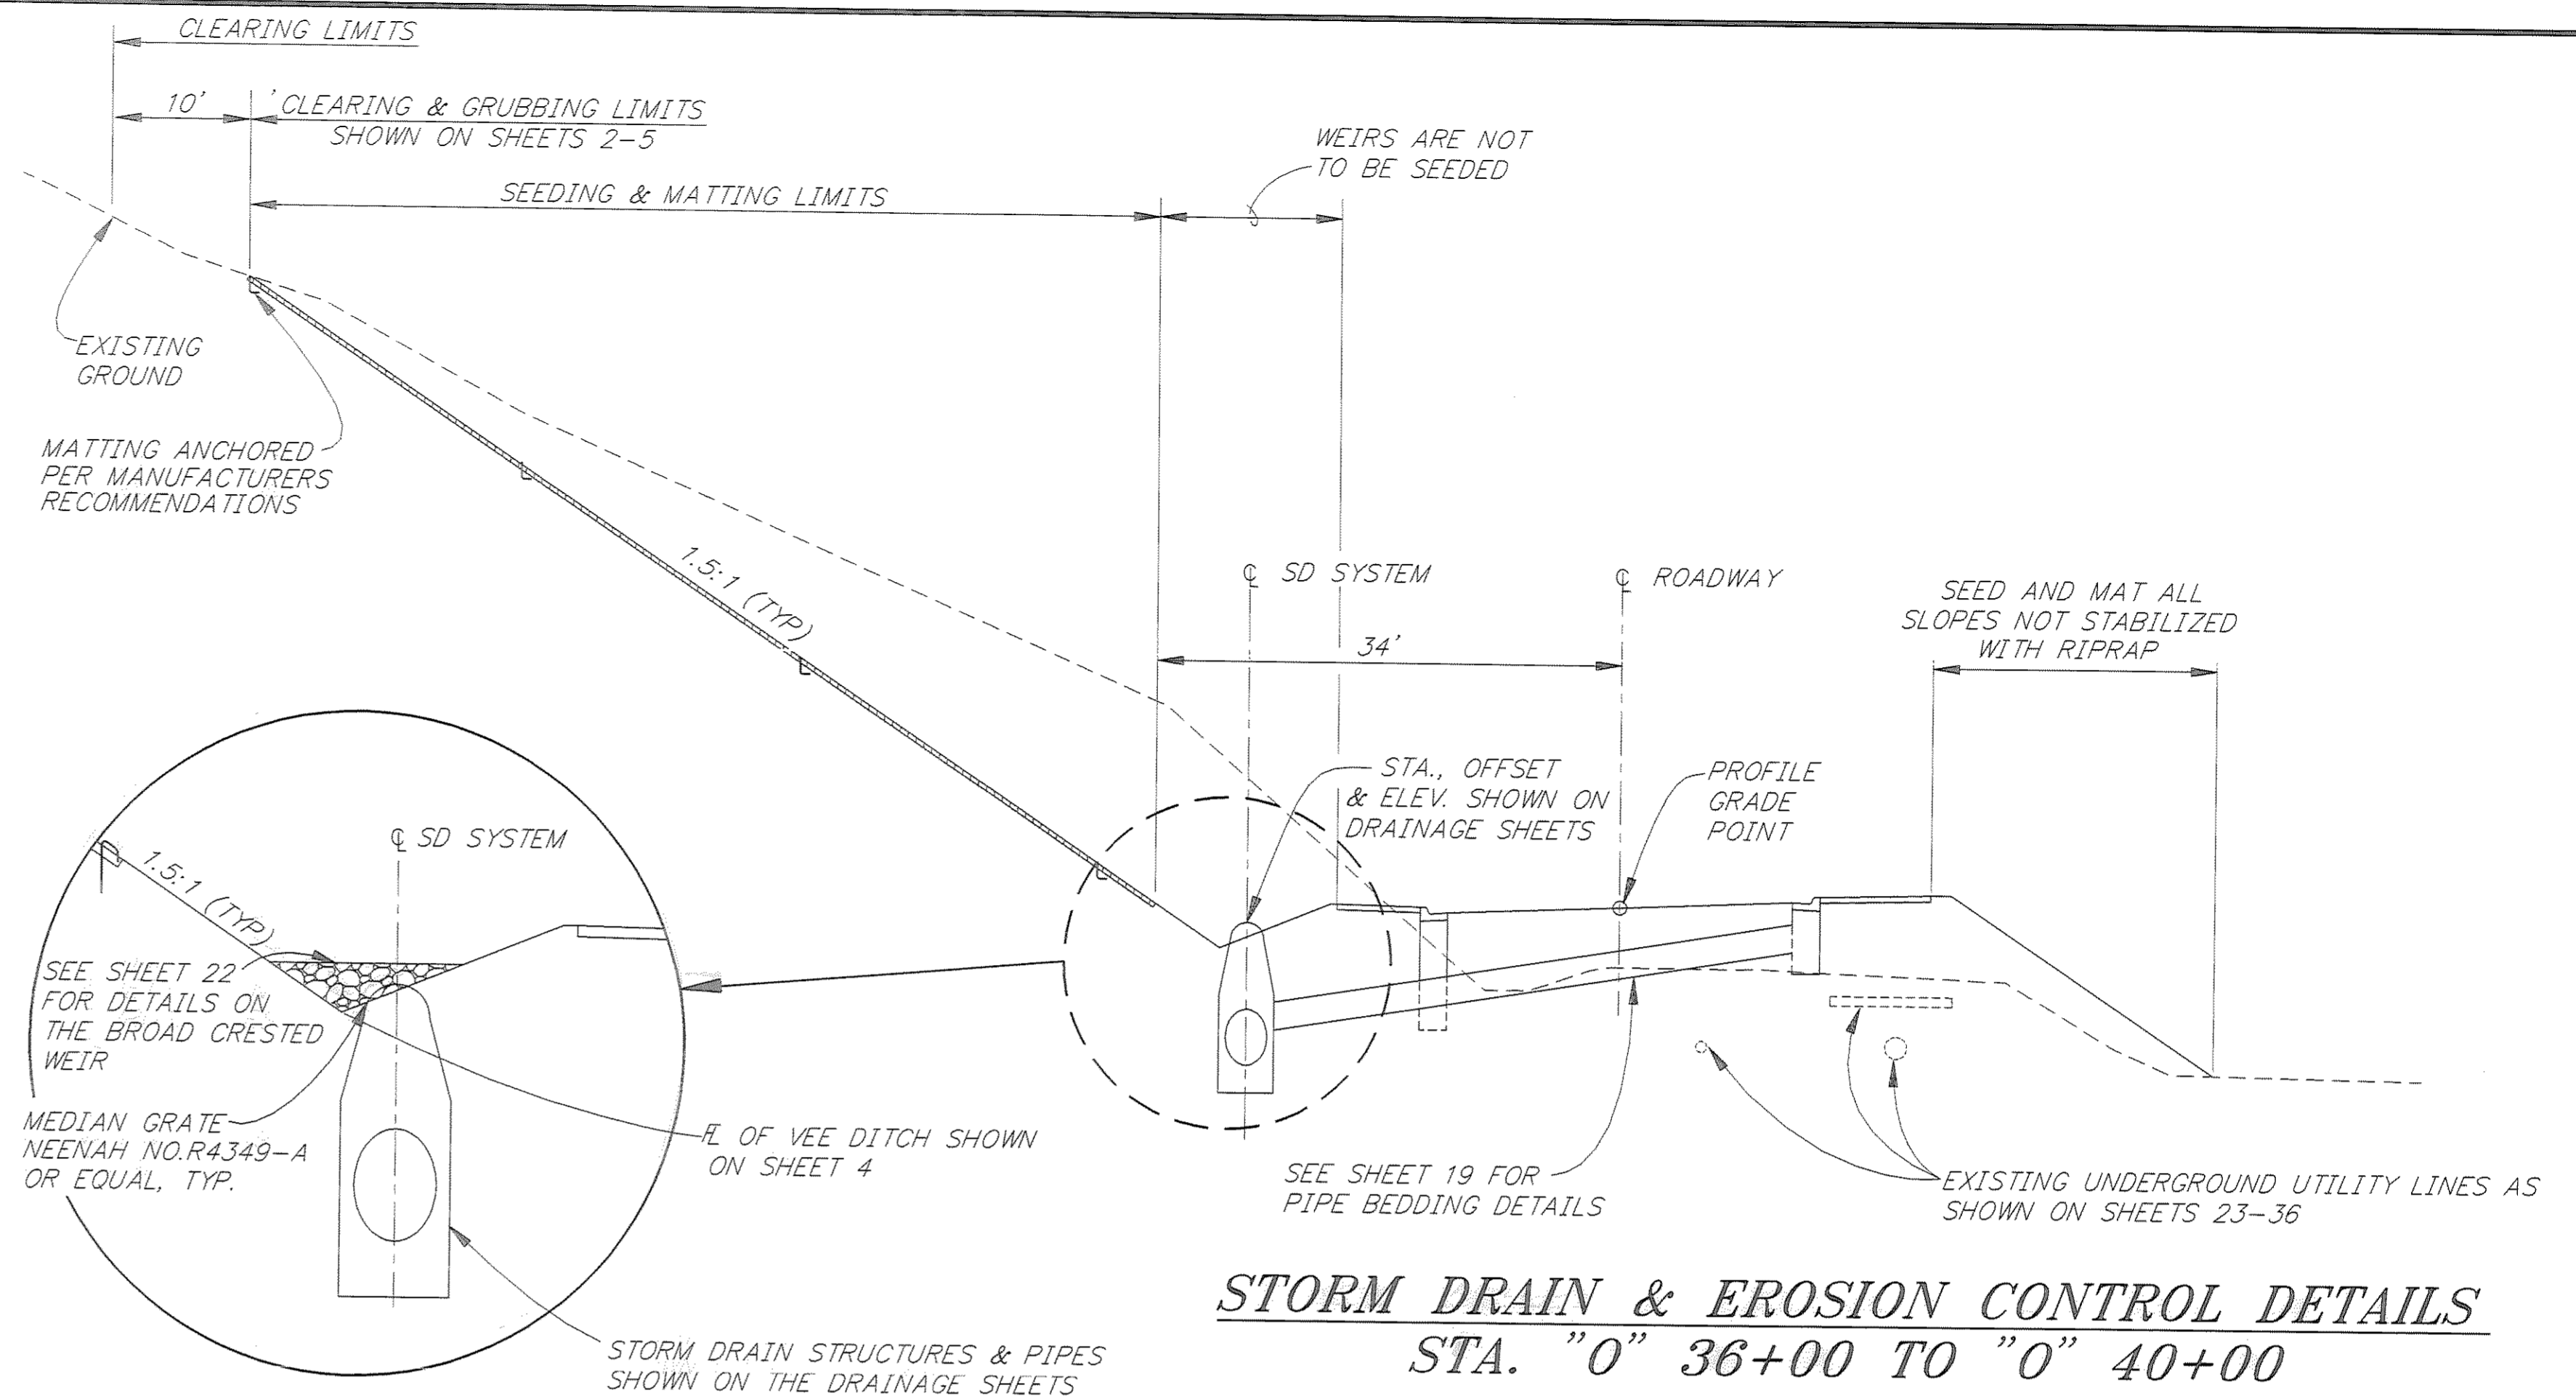 CLEARING LIMITS
10'
CLEARING & GRUBBING LIMITS
SHOWN ON SHEETS 2-5
WEIRS ARE NOT
TO BE SEEDED
SEEDING & MATTING LIMITS
EXISTING
GROUND
MATTING ANCHORED
PER MANUFACTURERS
RECOMMENDATIONS
1.5:1 (TYP)
℄ SD SYSTEM
℄ ROADWAY
SEED AND MAT ALL
SLOPES NOT STABILIZED
WITH RIPRAP
34'
STA., OFFSET
& ELEV. SHOWN ON
DRAINAGE SHEETS
PROFILE
GRADE
POINT
℄ SD SYSTEM
1.5:1 (TYP)
SEE SHEET 22
FOR DETAILS ON
THE BROAD CRESTED
WEIR
MEDIAN GRATE
NEENAH NO.R4349-A
OR EQUAL, TYP.
FL OF VEE DITCH SHOWN
ON SHEET 4
SEE SHEET 19 FOR
PIPE BEDDING DETAILS
EXISTING UNDERGROUND UTILITY LINES AS
SHOWN ON SHEETS 23-36
STORM DRAIN STRUCTURES & PIPES
SHOWN ON THE DRAINAGE SHEETS
STORM DRAIN & EROSION CONTROL DETAILS
STA. "O" 36+00 TO "O" 40+00